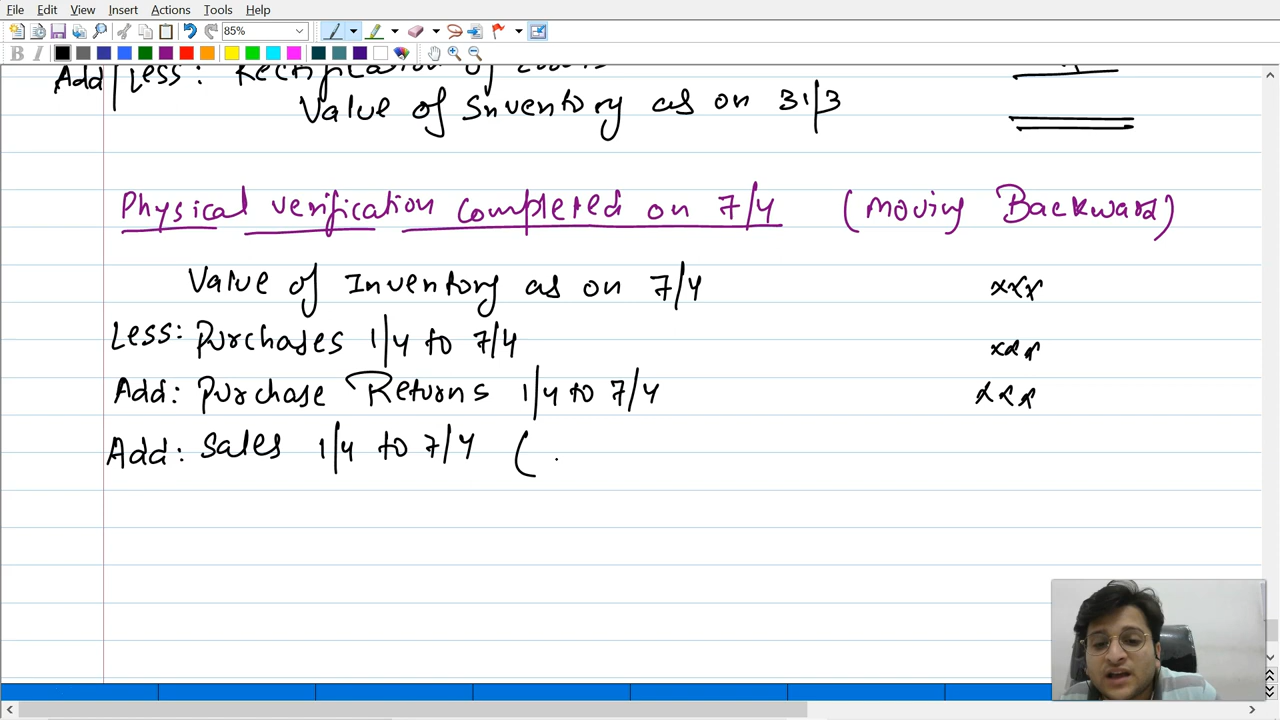 File Edit View Insert Actions Tools Help
85%
B I
Add/Less: Rectification of Errors
Value of Inventory as on 31/3
Physical verification completed on 7/4 (Moving Backward)
Value of Inventory as on 7/4 xxx
Less: Purchases 1/4 to 7/4 xxx
Add: Purchase Returns 1/4 to 7/4 xxx
Add: Sales 1/4 to 7/4 (